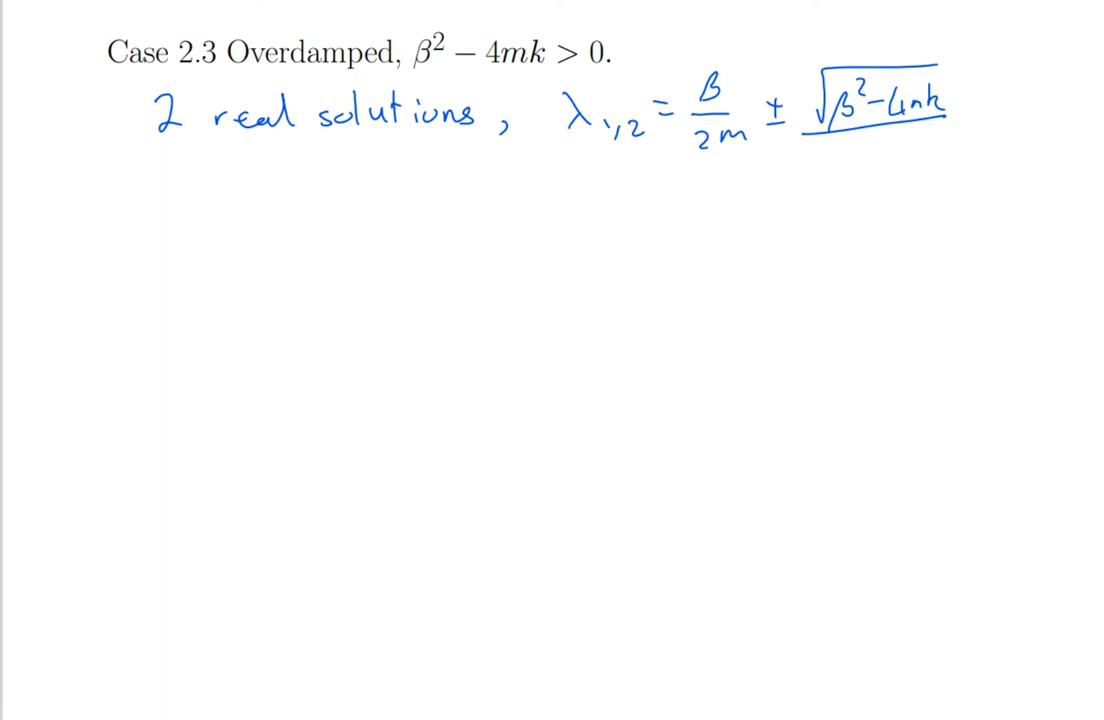 Case 2.3 Overdamped, β² − 4mk > 0.
2 real solutions, λ₁,₂ = β/2m ± √(β²−4mk)